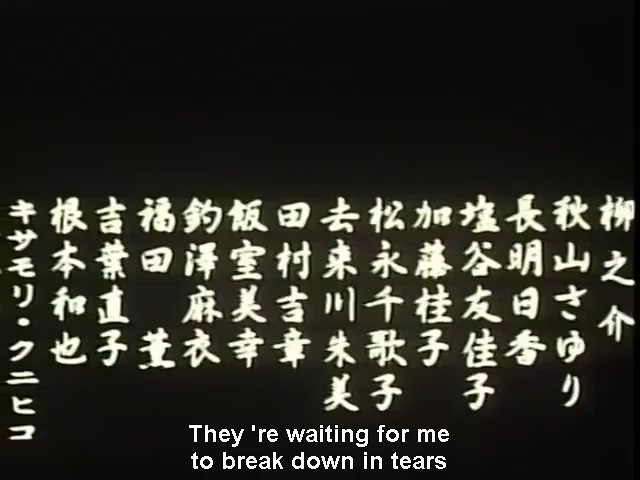 柳之介
秋山さゆり
長明日香
塩谷友佳子
加藤桂子
松永千歌子
去来川朱美
田村吉章
飯室美幸
釣澤麻衣
福田 薫
吉葉直子
根本和也
キサモリ・クニヒコ
They 're waiting for me
to break down in tears